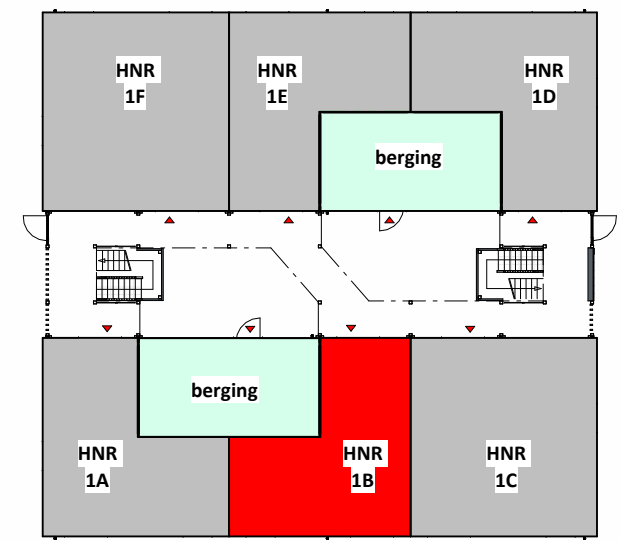 HNR
1F
HNR
1E
HNR
1D
berging
berging
HNR
1A
HNR
1B
HNR
1C